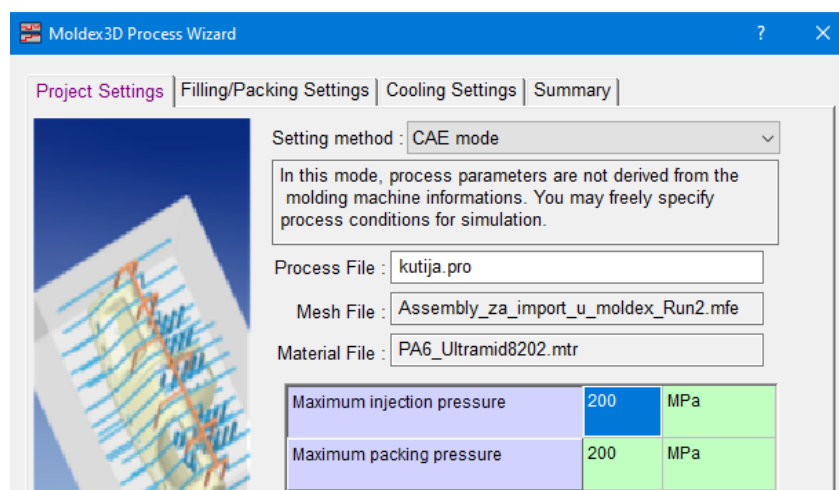 Moldex3D Process Wizard ?
Project Settings Filling/Packing Settings Cooling Settings Summary
Setting method : CAE mode
In this mode, process parameters are not derived from the
molding machine informations. You may freely specify
process conditions for simulation.
Process File : kutija.pro
Mesh File : Assembly_za_import_u_moldex_Run2.mfe
Material File : PA6_Ultramid8202.mtr
Maximum injection pressure 200 MPa
Maximum packing pressure 200 MPa